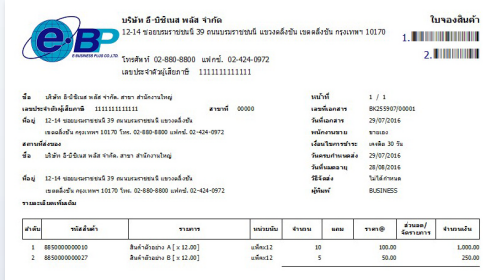 บริษัท อี-บิซิเนส พลัส จำกัด
ใบจองสินค้า
12-14 ซอยบรมราชชนนี 39 ถนนบรมราชชนนี แขวงตลิ่งชัน เขตตลิ่งชัน กรุงเทพฯ 10170
1.
e-BP
E-BUSINESS PLUS CO.,LTD
2.
โทรศัพท์ 02-880-8800 แฟกซ์. 02-424-0972
เลขประจำตัวผู้เสียภาษี 1111111111111
ชื่อ บริษัท อี-บิซิเนส พลัส จำกัด. สาขา สำนักงานใหญ่ หน้าที่ 1 / 1
เลขประจำตัวผู้เสียภาษี 1111111111111 สาขาที่ 00000 เลขที่เอกสาร BK255907/00001
ที่อยู่ 12-14 ซอยบรมราชชนนี 39 ถนนบรมราชชนนี แขวงตลิ่งชัน วันที่เอกสาร 29/07/2016
เขตตลิ่งชัน กรุงเทพฯ 10170 โทร. 02-880-8800 แฟกซ์. 02-424-0972 พนักงานขาย ขายเอง
สถานที่ส่งของ เงื่อนไขการชำระ เครดิต 30 วัน
ชื่อ บริษัท อี-บิซิเนส พลัส จำกัด. สาขา สำนักงานใหญ่ วันครบกำหนดส่ง 29/07/2016
วันที่หมดอายุ 28/08/2016
ที่อยู่ 12-14 ซอยบรมราชชนนี 39 ถนนบรมราชชนนี แขวงตลิ่งชัน วิธีจัดส่ง ไม่ได้กำหนด
เขตตลิ่งชัน กรุงเทพฯ 10170 โทร. 02-880-8800 แฟกซ์. 02-424-0972 ผู้พิมพ์ BUSINESS
รายละเอียดเพิ่มเติม
ลำดับ รหัสสินค้า รายการ หน่วยนับ จำนวน แถม ราคา@ ส่วนลด/จัดรายการ จำนวนเงิน
1 8850000000010 สินค้าตัวอย่าง A [ x 12.00] แพ็คx12 10 100.00 1,000.00
2 8850000000027 สินค้าตัวอย่าง B [ x 12.00] แพ็คx12 5 50.00 250.00